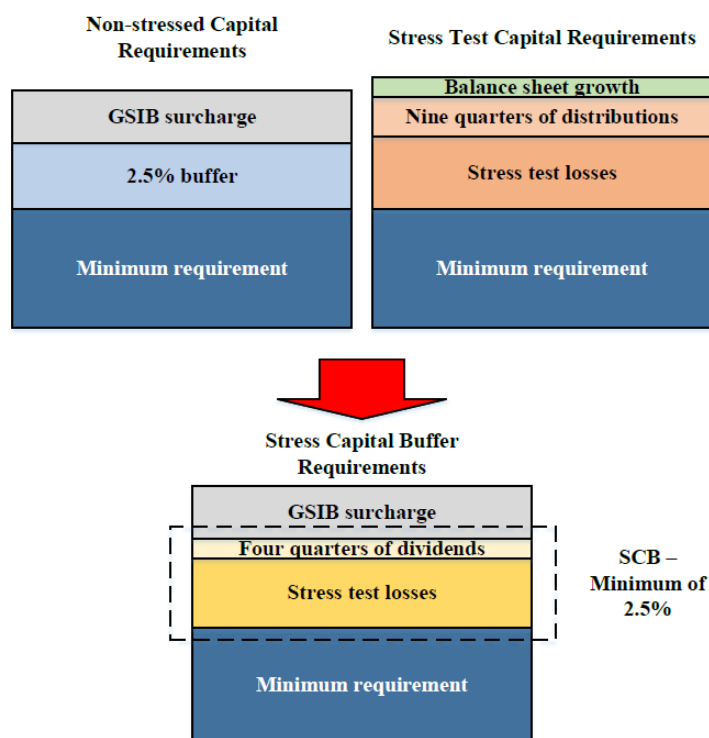 Non-stressed Capital
Requirements
GSIB surcharge
2.5% buffer
Minimum requirement
Stress Test Capital Requirements
Balance sheet growth
Nine quarters of distributions
Stress test losses
Minimum requirement
Stress Capital Buffer
Requirements
GSIB surcharge
Four quarters of dividends
Stress test losses
Minimum requirement
SCB –
Minimum of
2.5%